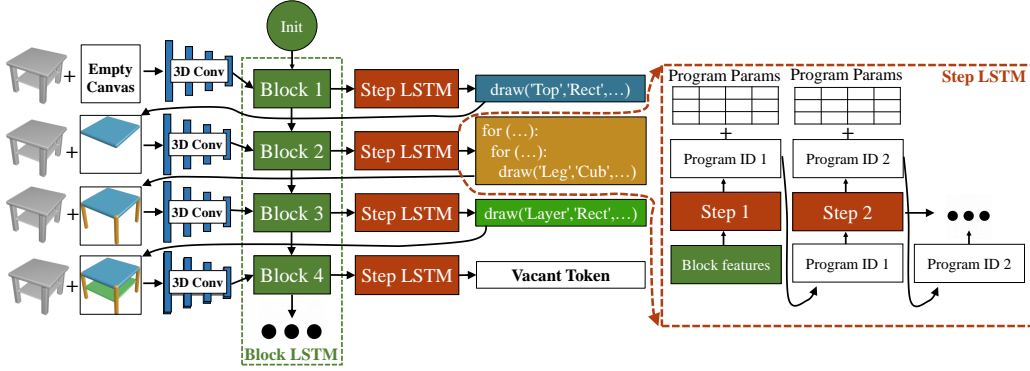 Init
Empty
Canvas
3D Conv
Block 1
Step LSTM
draw('Top','Rect',…)
3D Conv
Block 2
Step LSTM
for (…):
for (…):
draw('Leg','Cub',…)
3D Conv
Block 3
Step LSTM
draw('Layer','Rect',…)
3D Conv
Block 4
Step LSTM
Vacant Token
Block LSTM
Step LSTM
Program Params
Program Params
+
+
Program ID 1
Program ID 2
Step 1
Step 2
Block features
Program ID 1
Program ID 2
+
+
+
+